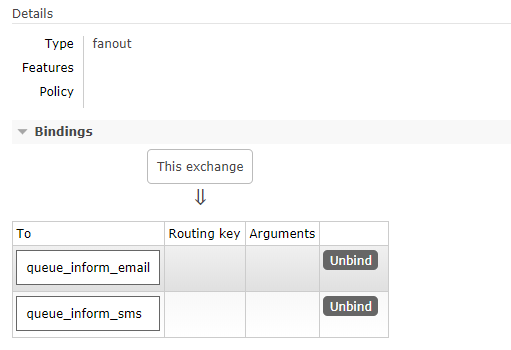 Details
Type fanout
Features
Policy
Bindings
This exchange
⇓
To Routing key Arguments
queue_inform_email Unbind
queue_inform_sms Unbind